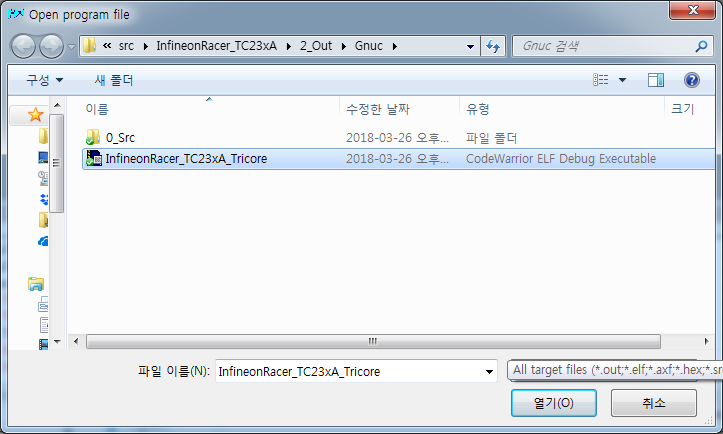 Open program file
« src InfineonRacer_TC23xA 2_Out Gnuc
Gnuc 검색
구성 새 폴더
이름 수정한 날짜 유형 크기
0_Src 2018-03-26 오후... 파일 폴더
InfineonRacer_TC23xA_Tricore 2018-03-26 오후... CodeWarrior ELF Debug Executable
파일 이름(N): InfineonRacer_TC23xA_Tricore
All target files (*.out;*.elf;*.axf;*.hex;*.sr
열기(O) 취소